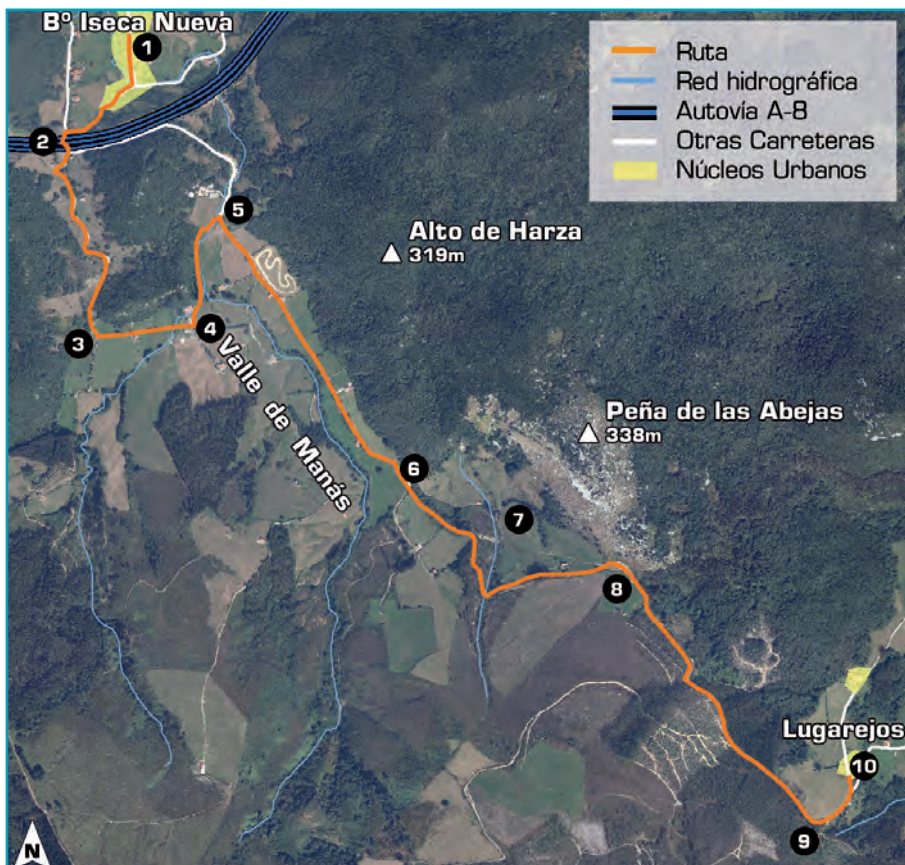 Bº Iseca Nueva
1
Ruta
Red hidrográfica
Autovía A-8
Otras Carreteras
Núcleos Urbanos
2
5
Alto de Harza
319m
3
4
Valle de Manás
Peña de las Abejas
338m
6
7
8
Lugarejos
10
9
N